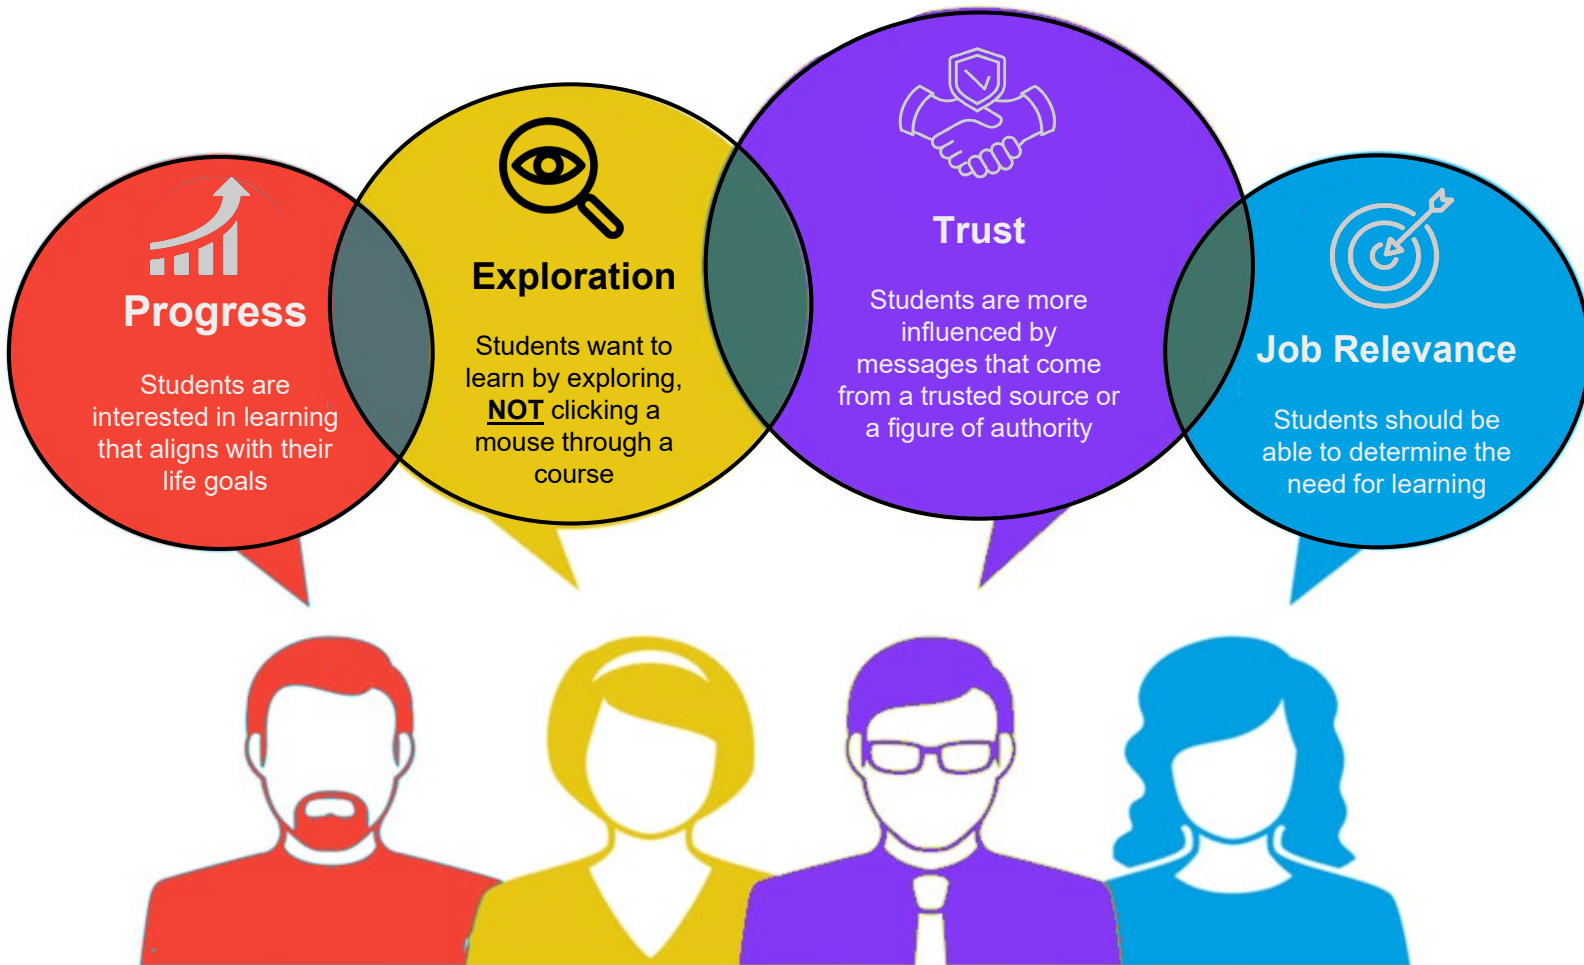 Progress
Students are
interested in learning
that aligns with their
life goals
Exploration
Students want to
learn by exploring,
NOT clicking a
mouse through a
course
Trust
Students are more
influenced by
messages that come
from a trusted source or
a figure of authority
Job Relevance
Students should be
able to determine the
need for learning